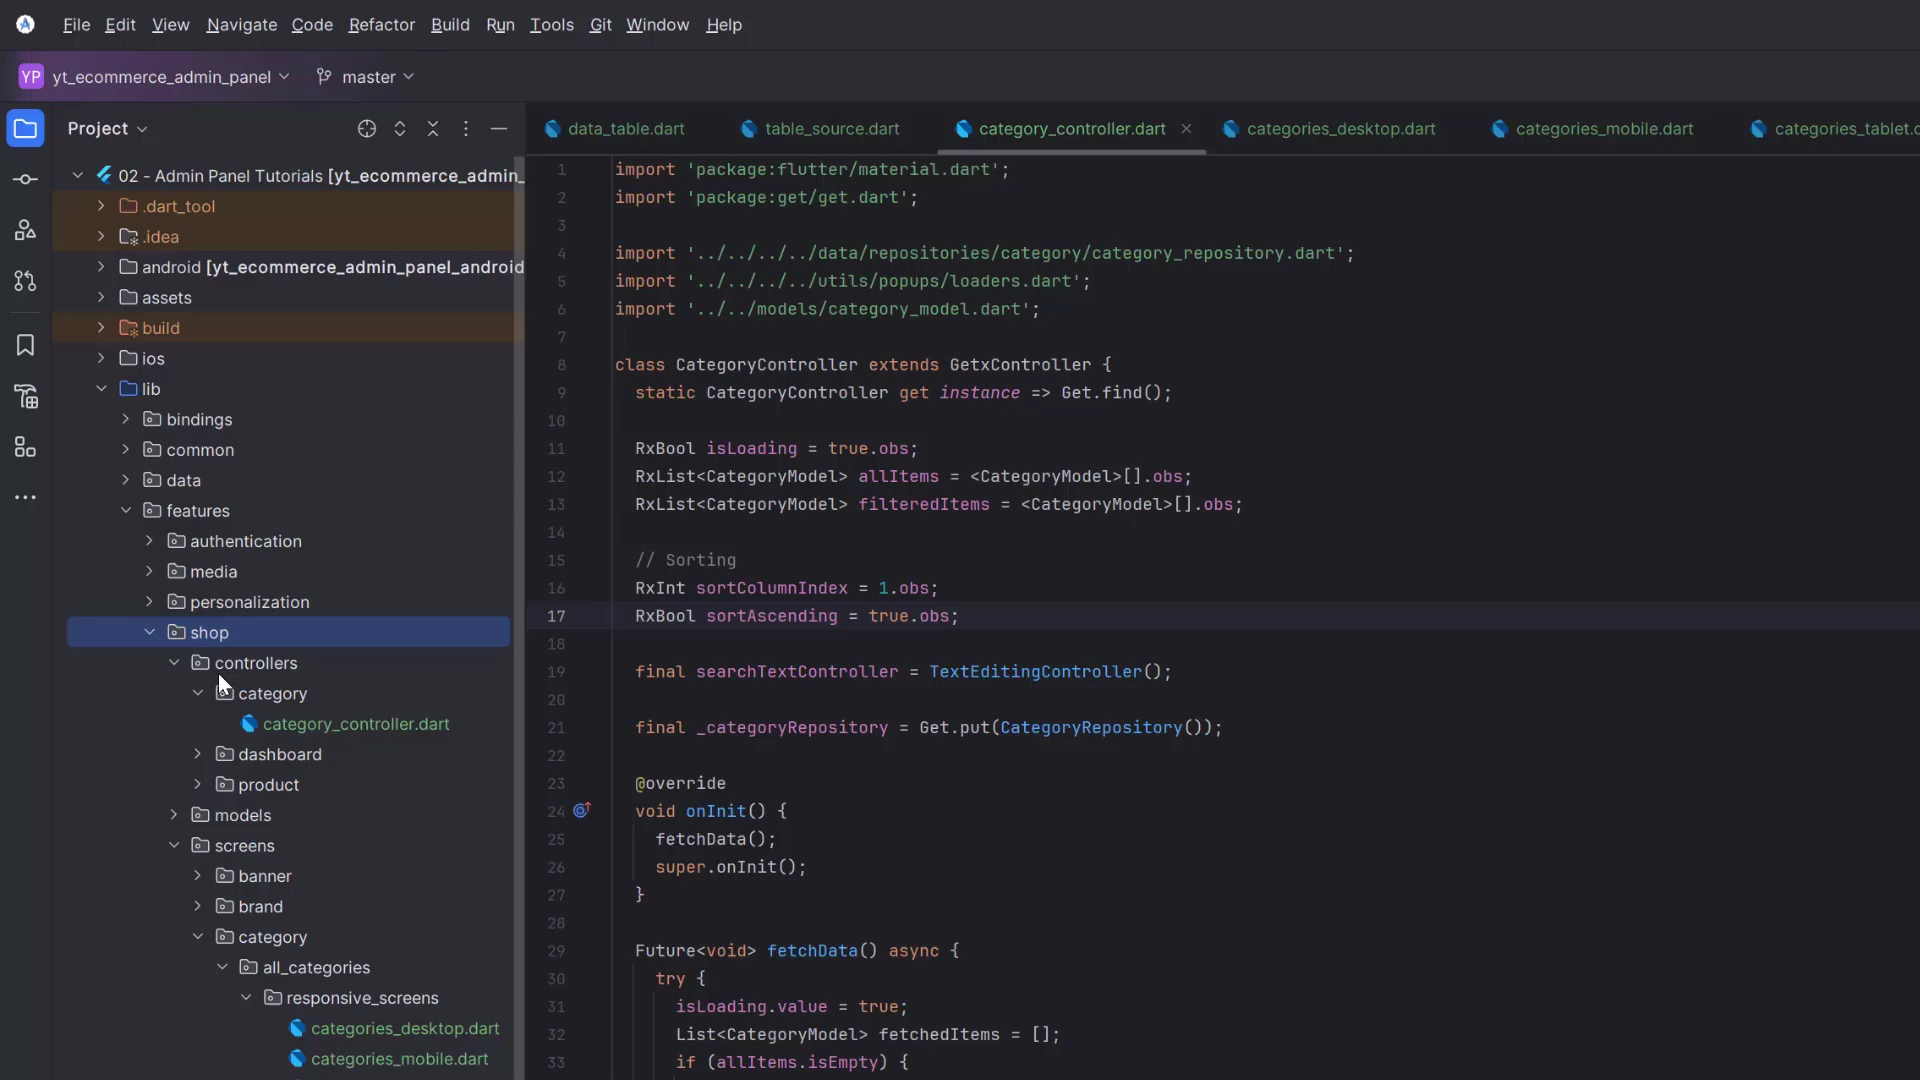 File Edit View Navigate Code Refactor Build Run Tools Git Window Help
YP yt_ecommerce_admin_panel master
Project
data_table.dart table_source.dart category_controller.dart categories_desktop.dart categories_mobile.dart categories_tablet.c
02 - Admin Panel Tutorials [yt_ecommerce_admin_
.dart_tool
.idea
android [yt_ecommerce_admin_panel_android
assets
build
ios
lib
bindings
common
data
features
authentication
media
personalization
shop
controllers
category
category_controller.dart
dashboard
product
models
screens
banner
brand
category
all_categories
responsive_screens
categories_desktop.dart
categories_mobile.dart
1 import 'package:flutter/material.dart';
2 import 'package:get/get.dart';
3
4 import '../../../../data/repositories/category/category_repository.dart';
5 import '../../../../utils/popups/loaders.dart';
6 import '../../models/category_model.dart';
7
8 class CategoryController extends GetxController {
9 static CategoryController get instance => Get.find();
10
11 RxBool isLoading = true.obs;
12 RxList<CategoryModel> allItems = <CategoryModel>[].obs;
13 RxList<CategoryModel> filteredItems = <CategoryModel>[].obs;
14
15 // Sorting
16 RxInt sortColumnIndex = 1.obs;
17 RxBool sortAscending = true.obs;
18
19 final searchTextController = TextEditingController();
20
21 final _categoryRepository = Get.put(CategoryRepository());
22
23 @override
24 void onInit() {
25 fetchData();
26 super.onInit();
27 }
28
29 Future<void> fetchData() async {
30 try {
31 isLoading.value = true;
32 List<CategoryModel> fetchedItems = [];
33 if (allItems.isEmpty) {